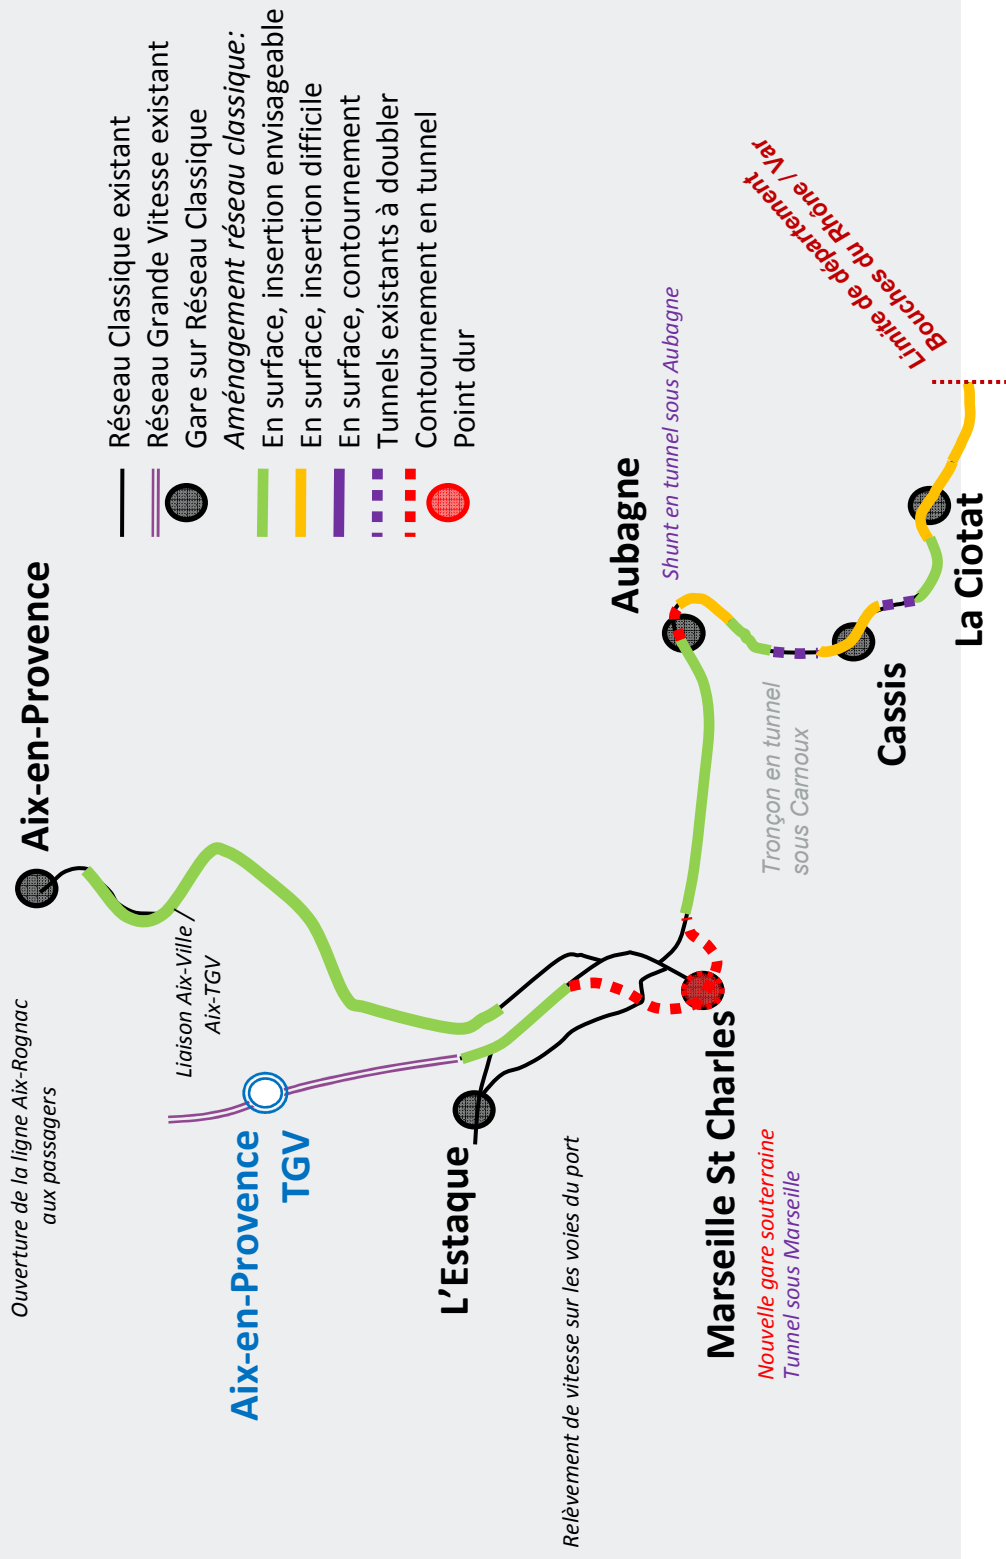 Ouverture de la ligne Aix-Rognac
aux passagers
Aix-en-Provence
Liaison Aix-Ville /
Aix-TGV
Aix-en-Provence
TGV
L’Estaque
Relèvement de vitesse sur les voies du port
Marseille St Charles
Nouvelle gare souterraine
Tunnel sous Marseille
Aubagne
Shunt en tunnel sous Aubagne
Tronçon en tunnel
sous Carnoux
Cassis
La Ciotat
Limite de département
Bouches du Rhône / Var
Réseau Classique existant
Réseau Grande Vitesse existant
Gare sur Réseau Classique
Aménagement réseau classique:
En surface, insertion envisageable
En surface, insertion difficile
En surface, contournement
Tunnels existants à doubler
Contournement en tunnel
Point dur